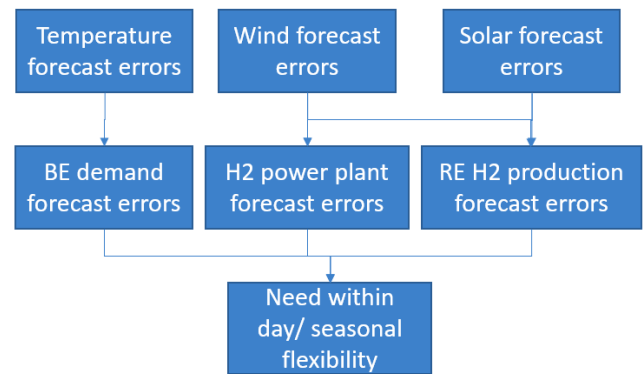 Temperature
forecast errors
Wind forecast
errors
Solar forecast
errors
BE demand
forecast errors
H2 power plant
forecast errors
RE H2 production
forecast errors
Need within
day/ seasonal
flexibility